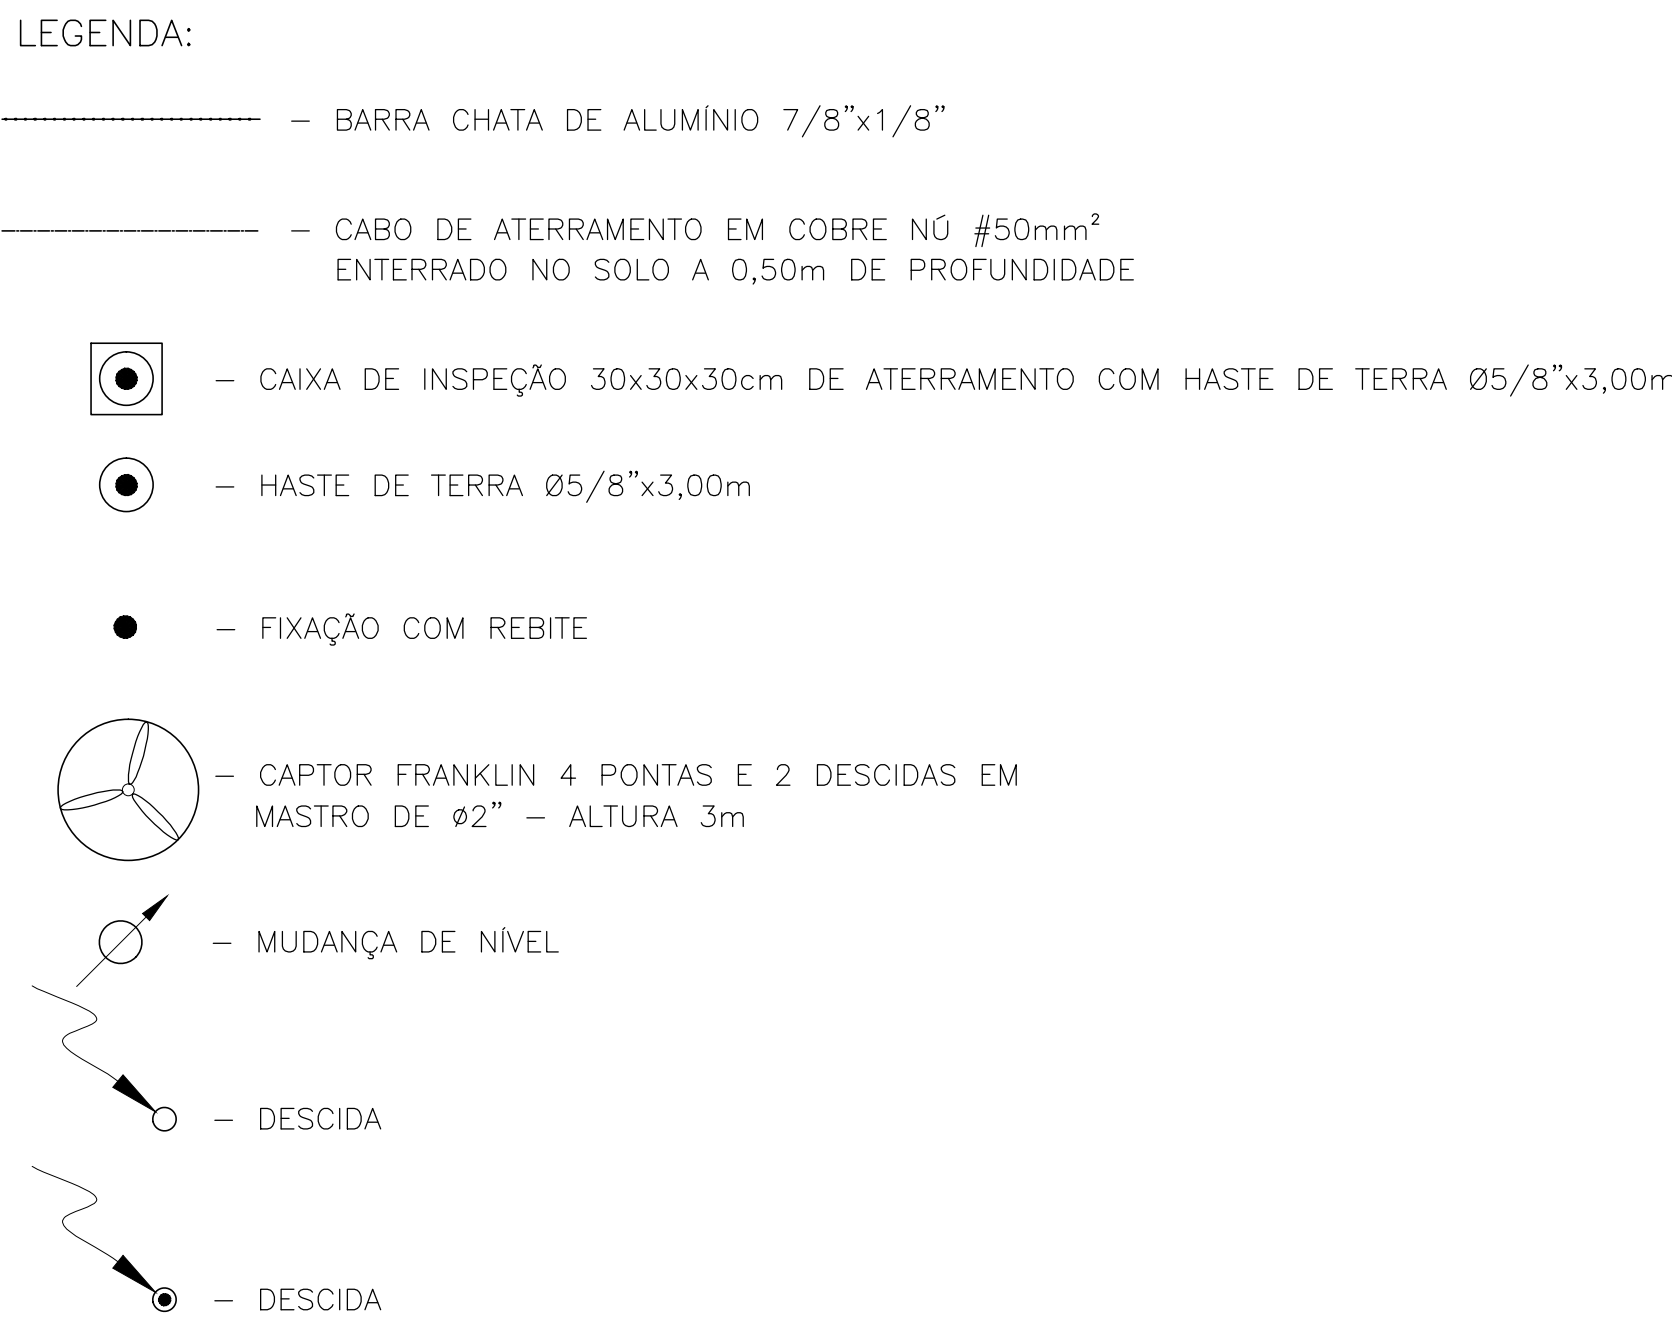 LEGENDA:
– BARRA CHATA DE ALUMÍNIO 7/8”x1/8”
– CABO DE ATERRAMENTO EM COBRE NÚ #50mm²
ENTERRADO NO SOLO A 0,50m DE PROFUNDIDADE
– CAIXA DE INSPEÇÃO 30x30x30cm DE ATERRAMENTO COM HASTE DE TERRA Ø5/8”x3,00m
– HASTE DE TERRA Ø5/8”x3,00m
– FIXAÇÃO COM REBITE
– CAPTOR FRANKLIN 4 PONTAS E 2 DESCIDAS EM
MASTRO DE ø2” – ALTURA 3m
– MUDANÇA DE NÍVEL
– DESCIDA
– DESCIDA